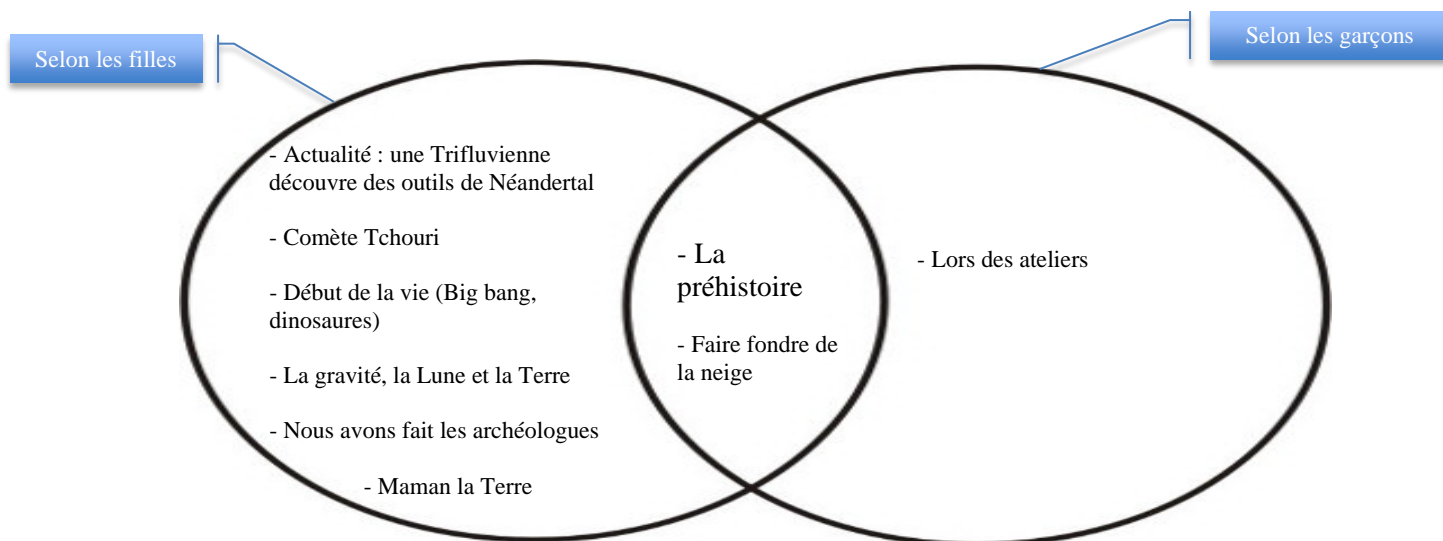 Selon les filles
Selon les garçons
- Actualité : une Trifluvienne
découvre des outils de Néandertal
- Comète Tchouri
- Début de la vie (Big bang,
dinosaures)
- La gravité, la Lune et la Terre
- Nous avons fait les archéologues
- Maman la Terre
- La
préhistoire
- Faire fondre de
la neige
- Lors des ateliers